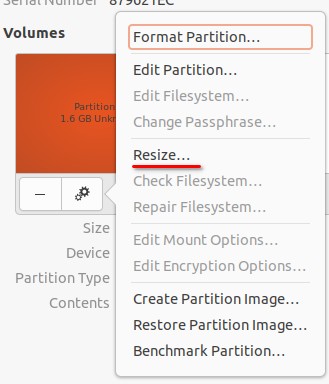 Serial Number 879621EC
Volumes
Format Partition…
Edit Partition…
Edit Filesystem…
Change Passphrase…
Resize…
Check Filesystem…
Repair Filesystem…
Edit Mount Options…
Edit Encryption Options…
Create Partition Image…
Restore Partition Image…
Benchmark Partition…
Partition
1.6 GB Unkn
Size
Device
Partition Type
Contents